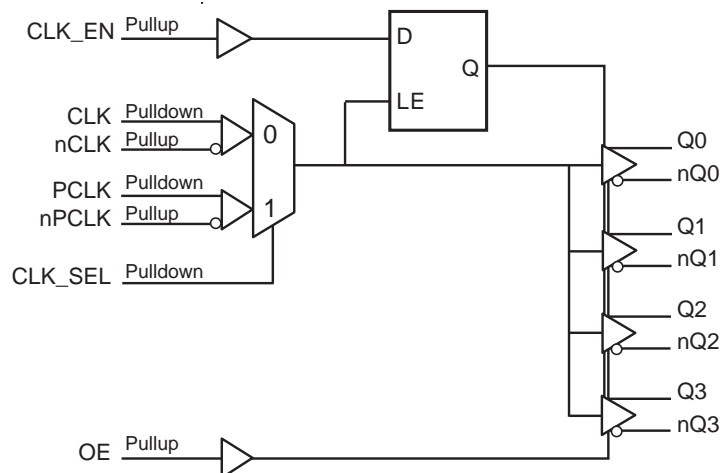 CLK_EN Pullup
D
Q
LE
CLK Pulldown
nCLK Pullup
0
PCLK Pulldown
nPCLK Pullup
1
CLK_SEL Pulldown
Q0
nQ0
Q1
nQ1
Q2
nQ2
Q3
nQ3
OE Pullup